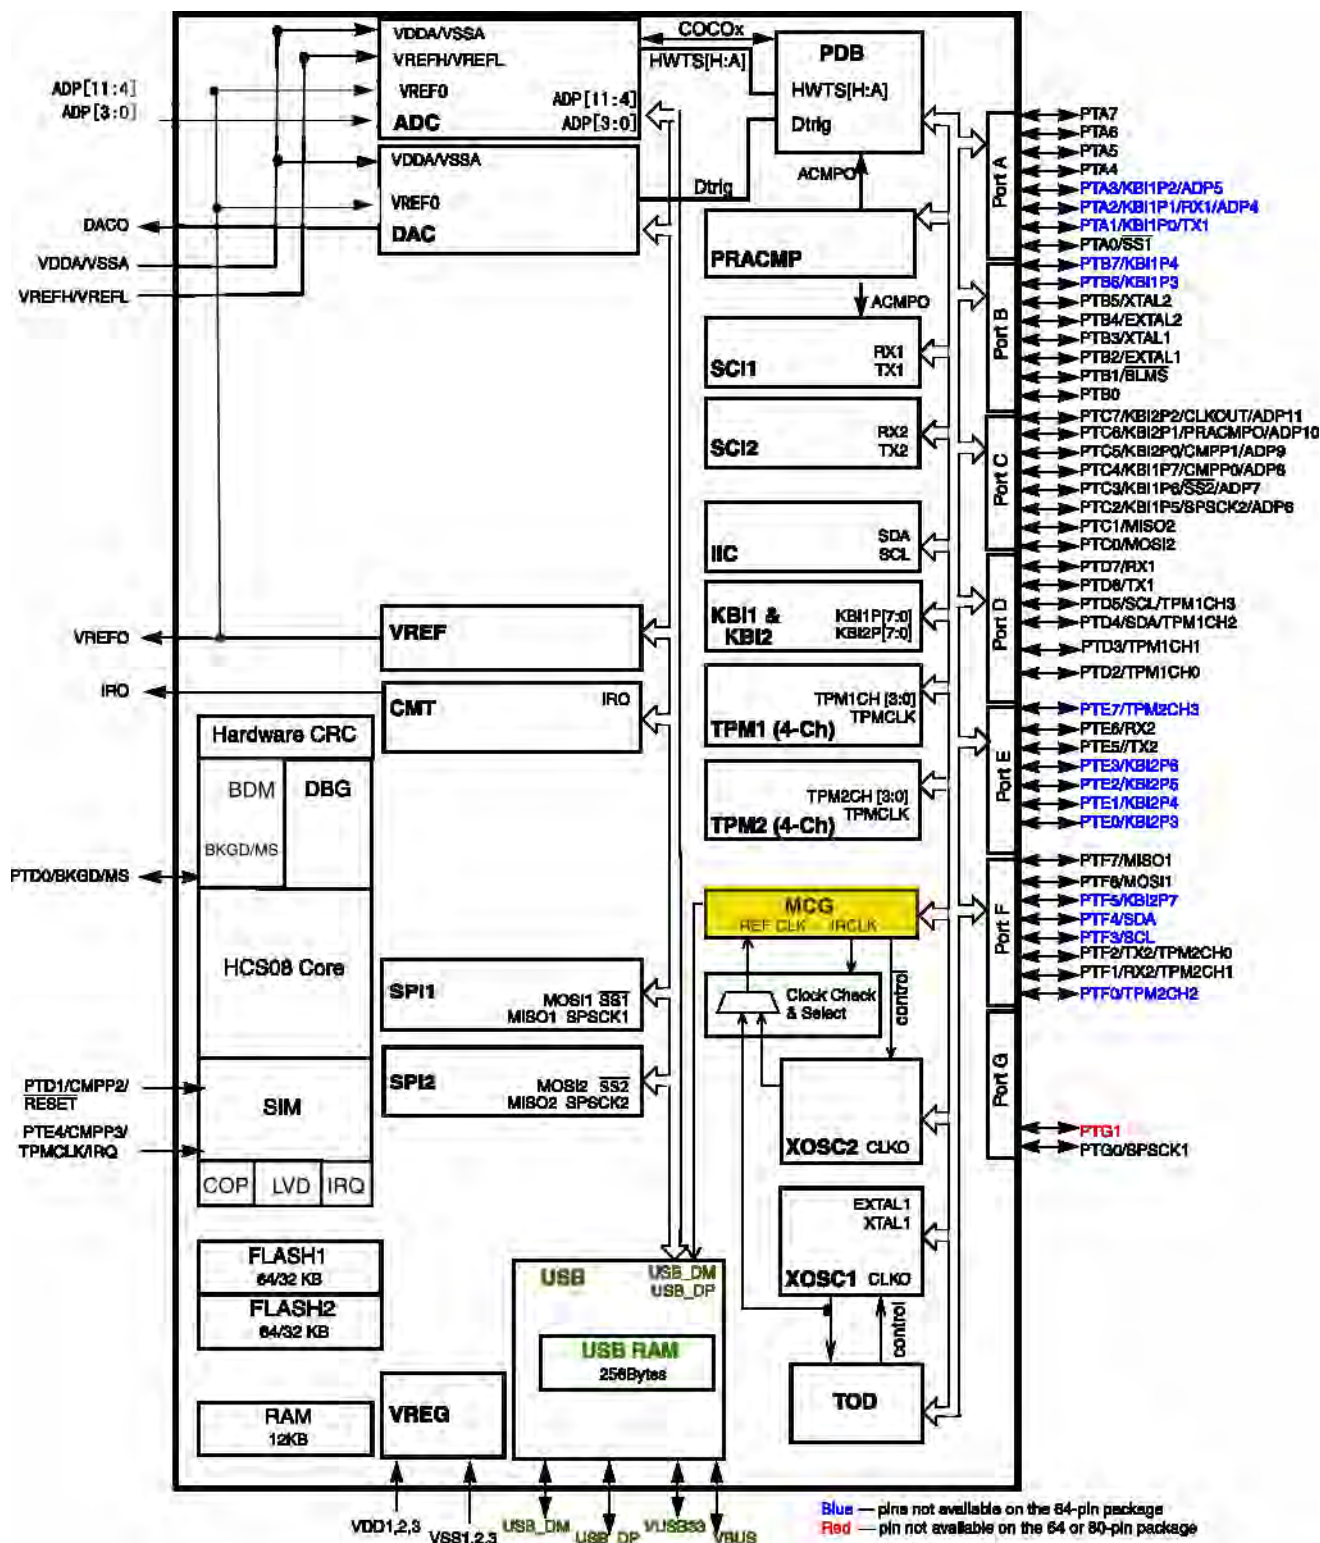 VDDA/VSSA
VREFH/VREFL
VREFO
ADP[11:4]
ADP[3:0]
ADC
ADP[11:4]
ADP[3:0]
COCOx
HWTS[H:A]
PDB
HWTS[H:A]
Dtrig
VDDA/VSSA
VREFO
DAC
Dtrig
ACMPO
DACO
VDDA/VSSA
VREFH/VREFL
PRACMP
ACMPO
SCI1
RX1
TX1
SCI2
RX2
TX2
IIC
SDA
SCL
KBI1 &
KBI2
KBI1P[7:0]
KBI2P[7:0]
TPM1CH [3:0]
TPMCLK
TPM1 (4-Ch)
TPM2CH [3:0]
TPMCLK
TPM2 (4-Ch)
VREFO
VREF
IRO
CMT
IRO
Hardware CRC
BDM
DBG
BKGD/MS
PTD0/BKGD/MS
HCS08 Core
MCG
REF CLK IRCLK
Clock Check
& Select
control
SPI1
MOSI1 SS1
MISO1 SPSCK1
SPI2
MOSI2 SS2
MISO2 SPSCK2
PTD1/CMPP2/
RESET
SIM
PTE4/CMPP3/
TPMCLK/IRQ
COP
LVD
IRQ
XOSC2 CLKO
EXTAL1
XTAL1
XOSC1 CLKO
control
TOD
FLASH1
64/32 KB
FLASH2
64/32 KB
RAM
12KB
VREG
USB
USB_DM
USB_DP
USB RAM
256Bytes
VDD1,2,3
VSS1,2,3
USB_DM
USB_DP
VUSB33
VBUS
Port A
PTA7
PTA6
PTA5
PTA4
PTA3/KBI1P2/ADP5
PTA2/KBI1P1/RX1/ADP4
PTA1/KBI1P0/TX1
PTA0/SS1
Port B
PTB7/KBI1P4
PTB6/KBI1P3
PTB5/XTAL2
PTB4/EXTAL2
PTB3/XTAL1
PTB2/EXTAL1
PTB1/BLMS
PTB0
Port C
PTC7/KBI2P2/CLKOUT/ADP11
PTC6/KBI2P1/PRACMPO/ADP10
PTC5/KBI2P0/CMPP1/ADP9
PTC4/KBI1P7/CMPP0/ADP8
PTC3/KBI1P6/SS2/ADP7
PTC2/KBI1P5/SPSCK2/ADP6
PTC1/MISO2
PTC0/MOSI2
Port D
PTD7/RX1
PTD6/TX1
PTD5/SCL/TPM1CH3
PTD4/SDA/TPM1CH2
PTD3/TPM1CH1
PTD2/TPM1CH0
Port E
PTE7/TPM2CH3
PTE6/RX2
PTE5//TX2
PTE3/KBI2P6
PTE2/KBI2P5
PTE1/KBI2P4
PTE0/KBI2P3
Port F
PTF7/MISO1
PTF6/MOSI1
PTF5/KBI2P7
PTF4/SDA
PTF3/SCL
PTF2/TX2/TPM2CH0
PTF1/RX2/TPM2CH1
PTF0/TPM2CH2
Port G
PTG1
PTG0/SPSCK1
Blue — pins not available on the 64-pin package
Red — pin not available on the 64 or 80-pin package